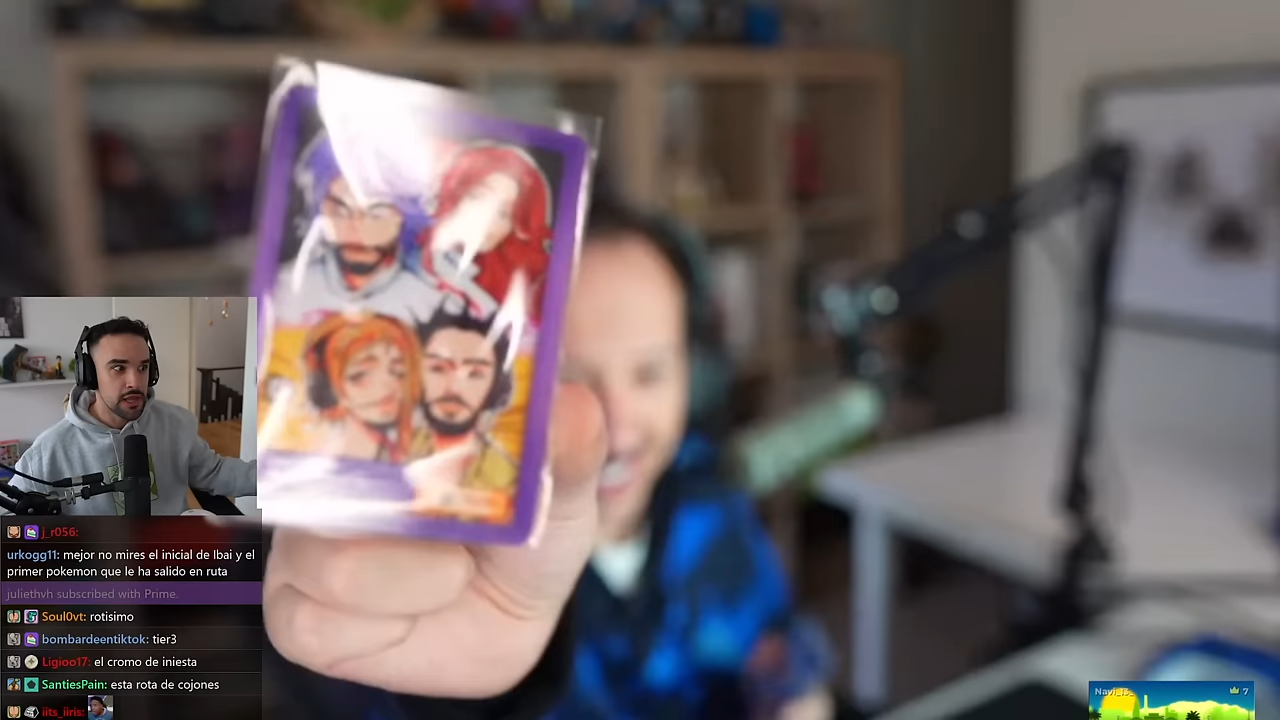 j_r056:
urkogg11: mejor no mires el inicial de Ibai y el
primer pokemon que le ha salido en ruta
juliethvh subscribed with Prime.
Soul0vt: rotisimo
bombardeentiktok: tier3
Ligioo17: el cromo de iniesta
SantiesPain: esta rota de cojones
iits_iiris:
7